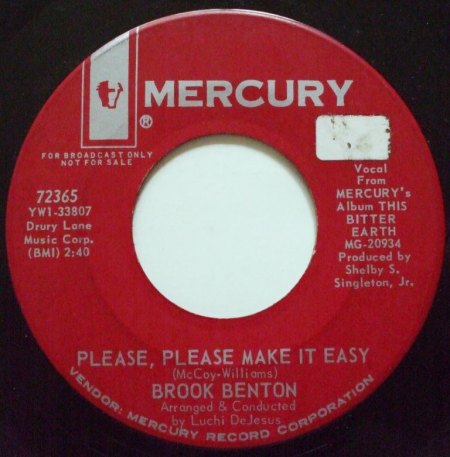 MERCURY
®
FOR BROADCAST ONLY
NOT FOR SALE
72365
YW1-33807
Drury Lane
Music Corp.
(BMI) 2:40
Vocal
From
MERCURY's
Album THIS
BITTER
EARTH
MG-20934
Produced by
Shelby S.
Singleton, Jr.
PLEASE, PLEASE MAKE IT EASY
(McCoy-Williams)
BROOK BENTON
Arranged & Conducted
by Luchi DeJesus
VENDOR: MERCURY RECORD CORPORATION